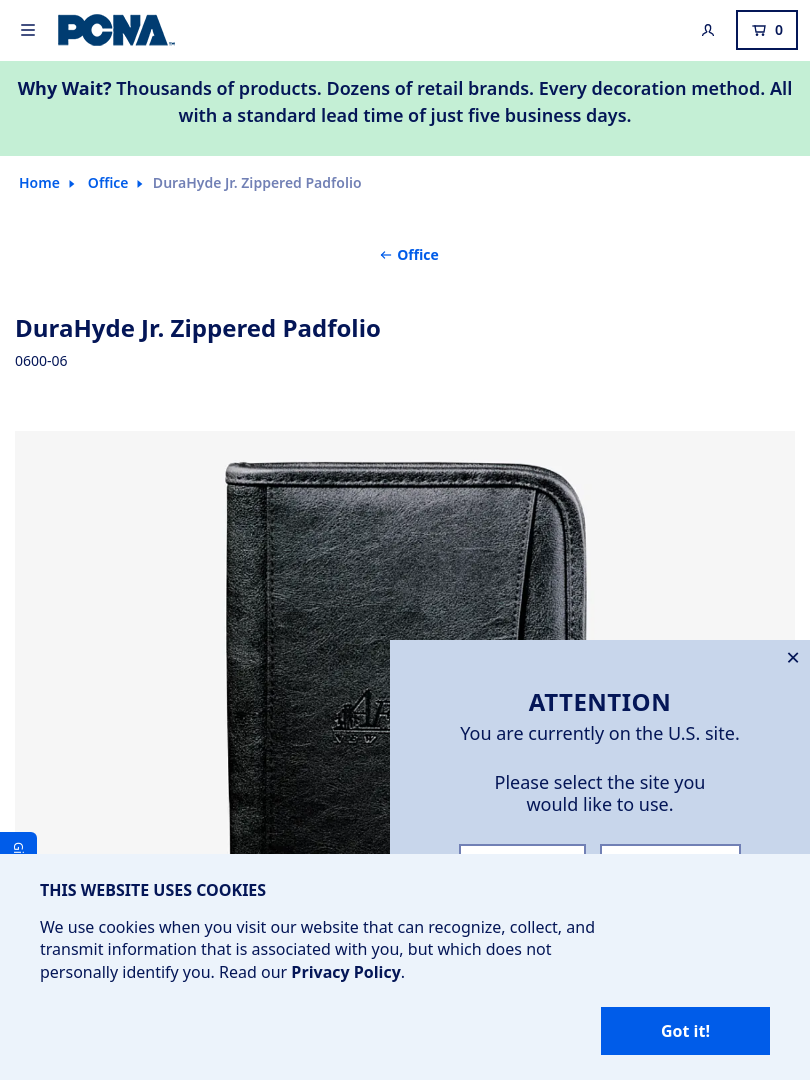 PCNA
0
Why Wait? Thousands of products. Dozens of retail brands. Every decoration method. All
with a standard lead time of just five business days.
Home Office DuraHyde Jr. Zippered Padfolio
← Office
DuraHyde Jr. Zippered Padfolio
0600-06
ATTENTION
You are currently on the U.S. site.
Please select the site you
would like to use.
THIS WEBSITE USES COOKIES
We use cookies when you visit our website that can recognize, collect, and
transmit information that is associated with you, but which does not
personally identify you. Read our Privacy Policy.
Got it!